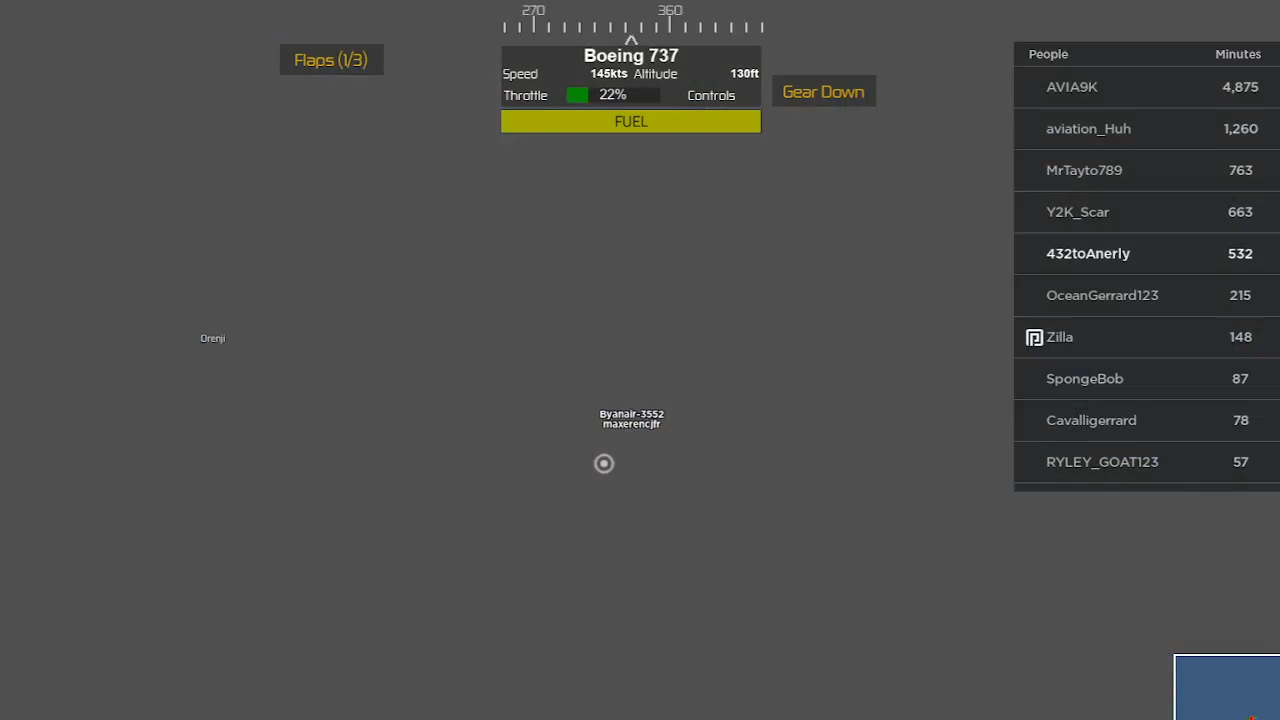 270 360
Flaps (1/3)
Boeing 737
Speed 145kts Altitude 130ft
Throttle 22% Controls
Gear Down
FUEL
People Minutes
AVIA9K 4,875
aviation_Huh 1,260
MrTayto789 763
Y2K_Scar 663
432toAnerly 532
OceanGerrard123 215
Zilla 148
SpongeBob 87
Cavalligerrard 78
RYLEY_GOAT123 57
Orenji
Byanair-3552
maxerencjfr